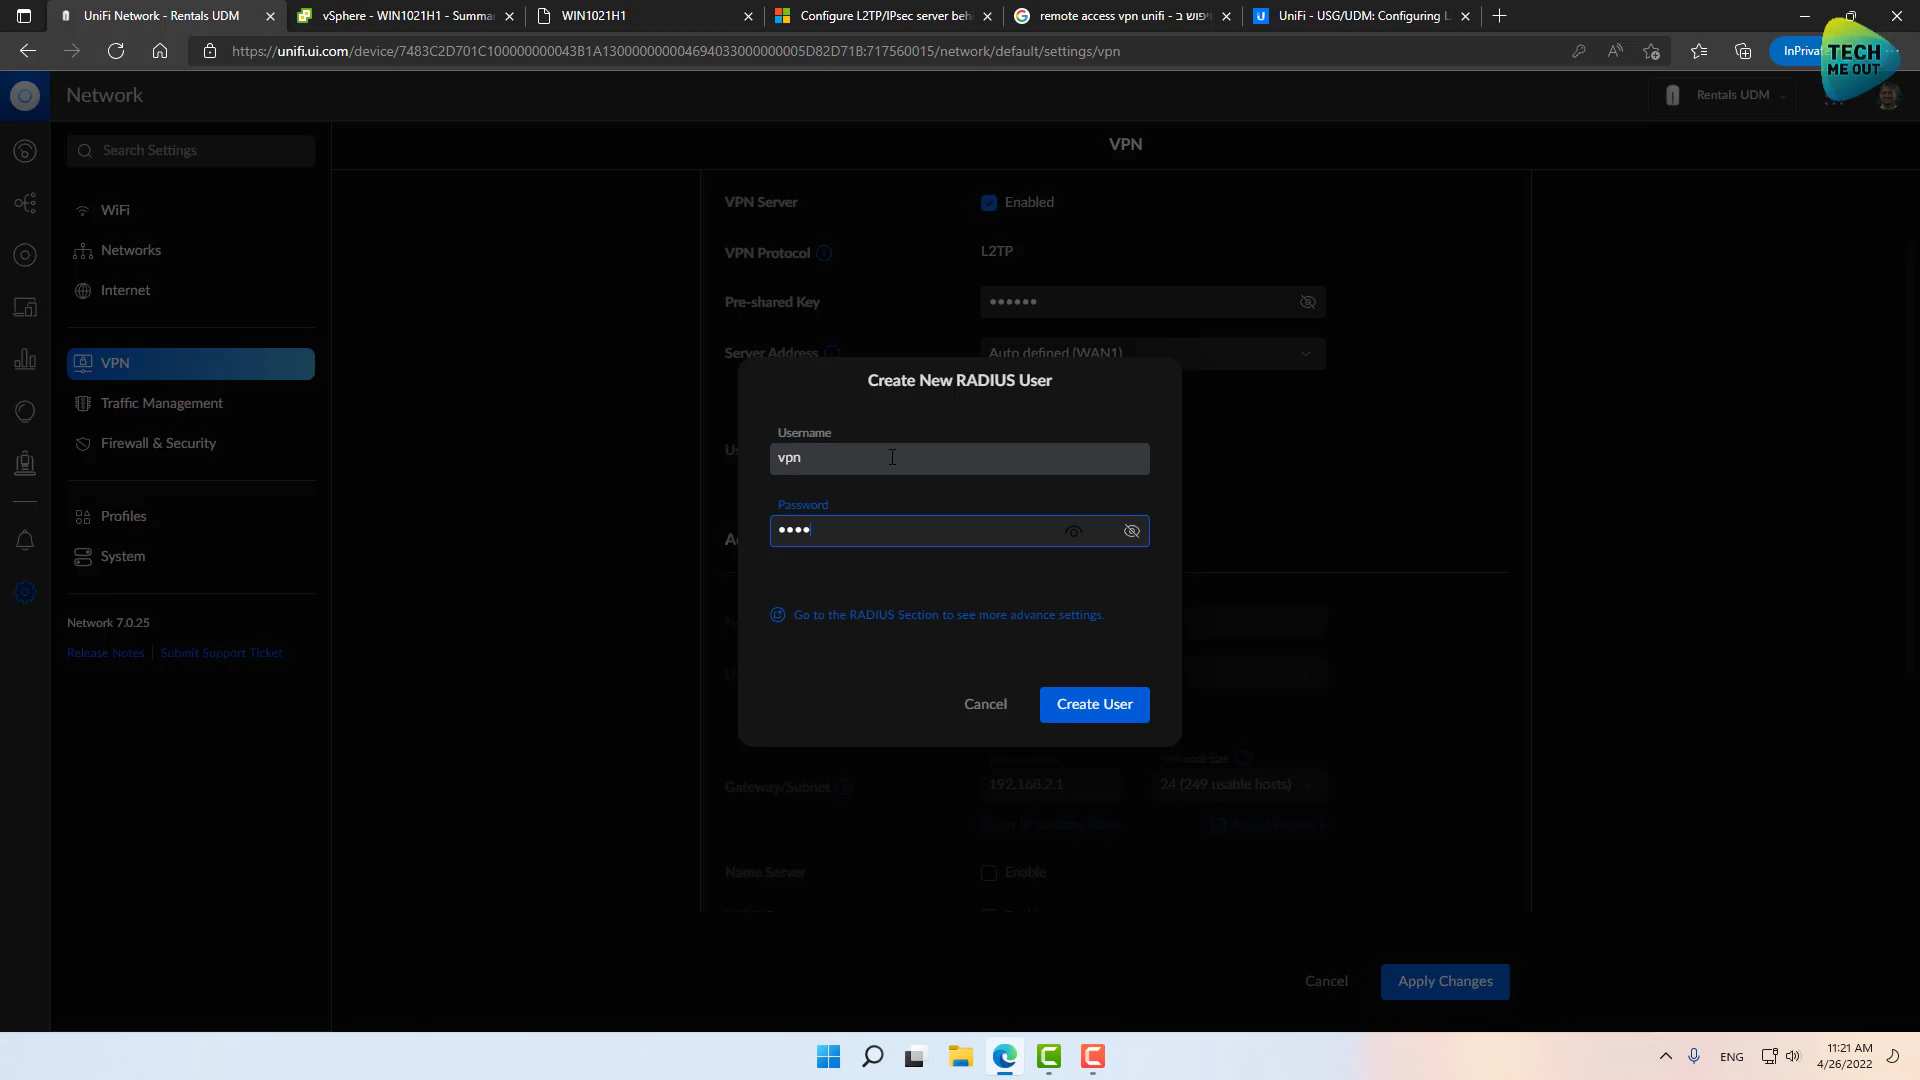 UniFi Network - Rentals UDM
vSphere - WIN1021H1 - Summar
WIN1021H1
Configure L2TP/IPsec server behi
remote access vpn unifi - חיפוש ב
UniFi - USG/UDM: Configuring L
https://unifi.ui.com/device/7483C2D701C100000000043B1A130000000004694033000000005D82D71B:717560015/network/default/settings/vpn
InPrivate
TECH
ME OUT
Network
Rentals UDM
Search Settings
VPN
WiFi
Networks
Internet
VPN
Traffic Management
Firewall & Security
Profiles
System
Network 7.0.25
Release Notes
Submit Support Ticket
VPN Server
Enabled
VPN Protocol
L2TP
Pre-shared Key
Server Address
Auto defined (WAN1)
Create New RADIUS User
Username
vpn
Password
Go to the RADIUS Section to see more advance settings.
Cancel
Create User
Gateway/Subnet
192.168.2.1
24 (249 usable hosts)
Name Server
Enable
Cancel
Apply Changes
ENG
11:21 AM
4/26/2022